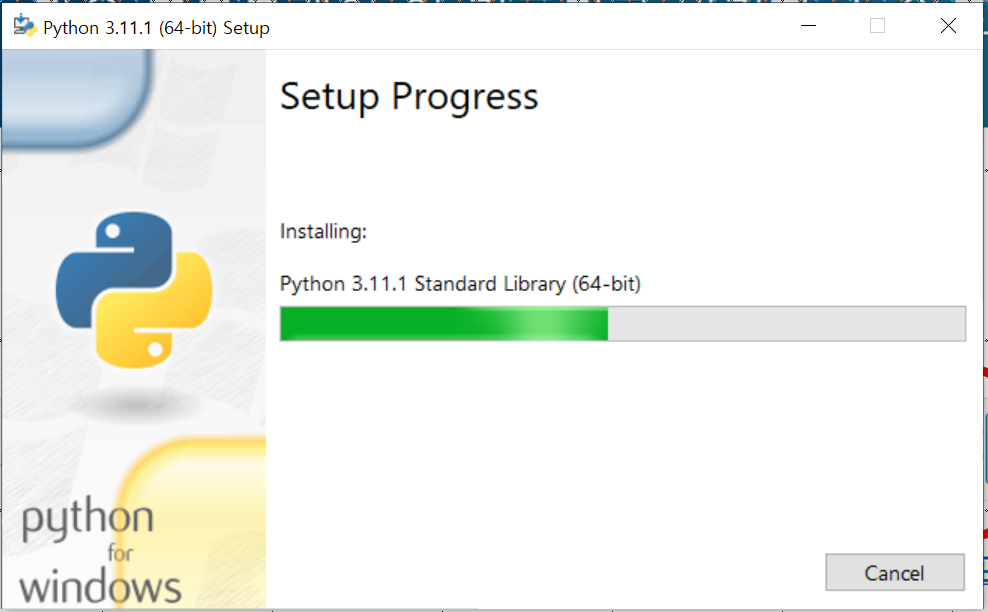 Python 3.11.1 (64-bit) Setup
Setup Progress
Installing:
Python 3.11.1 Standard Library (64-bit)
python
for
windows
Cancel